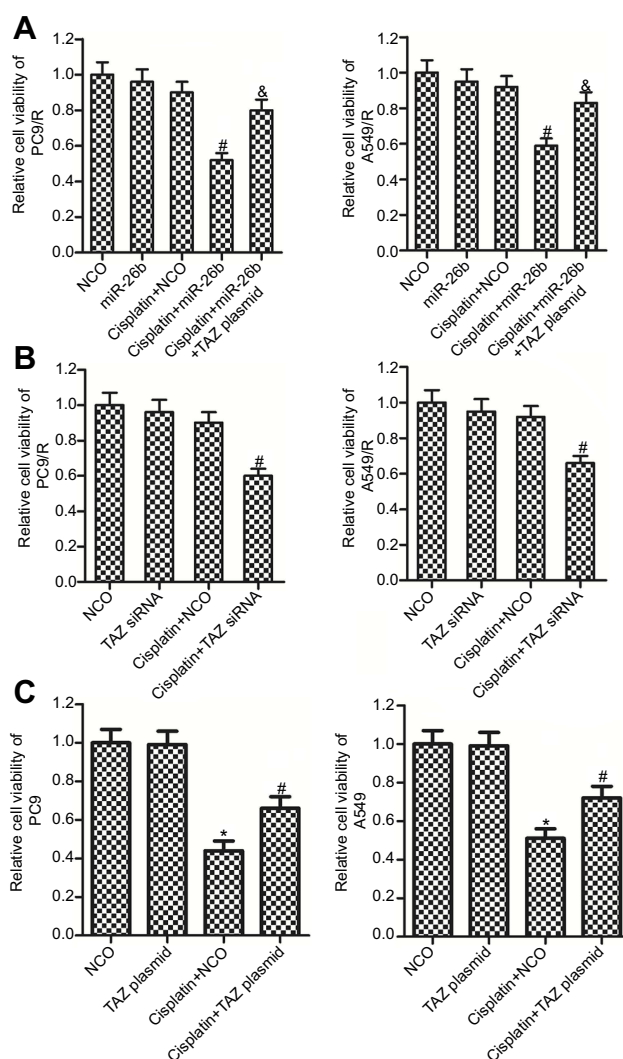 A
Relative cell viability of
PC9/R
1.2
1.0
0.8
0.6
0.4
0.2
0.0
#
&
NCO
miR-26b
Cisplatin+NCO
Cisplatin+miR-26b
Cisplatin+miR-26b
+TAZ plasmid
Relative cell viability of
A549/R
1.2
1.0
0.8
0.6
0.4
0.2
0.0
#
&
NCO
miR-26b
Cisplatin+NCO
Cisplatin+miR-26b
Cisplatin+miR-26b
+TAZ plasmid
B
Relative cell viability of
PC9/R
1.2
1.0
0.8
0.6
0.4
0.2
0.0
#
NCO
TAZ siRNA
Cisplatin+NCO
Cisplatin+TAZ siRNA
Relative cell viability of
A549/R
1.2
1.0
0.8
0.6
0.4
0.2
0.0
#
NCO
TAZ siRNA
Cisplatin+NCO
Cisplatin+TAZ siRNA
C
Relative cell viability of
PC9
1.2
1.0
0.8
0.6
0.4
0.2
0.0
*
#
NCO
TAZ plasmid
Cisplatin+NCO
Cisplatin+TAZ plasmid
Relative cell viability of
A549
1.2
1.0
0.8
0.6
0.4
0.2
0.0
*
#
NCO
TAZ plasmid
Cisplatin+NCO
Cisplatin+TAZ plasmid